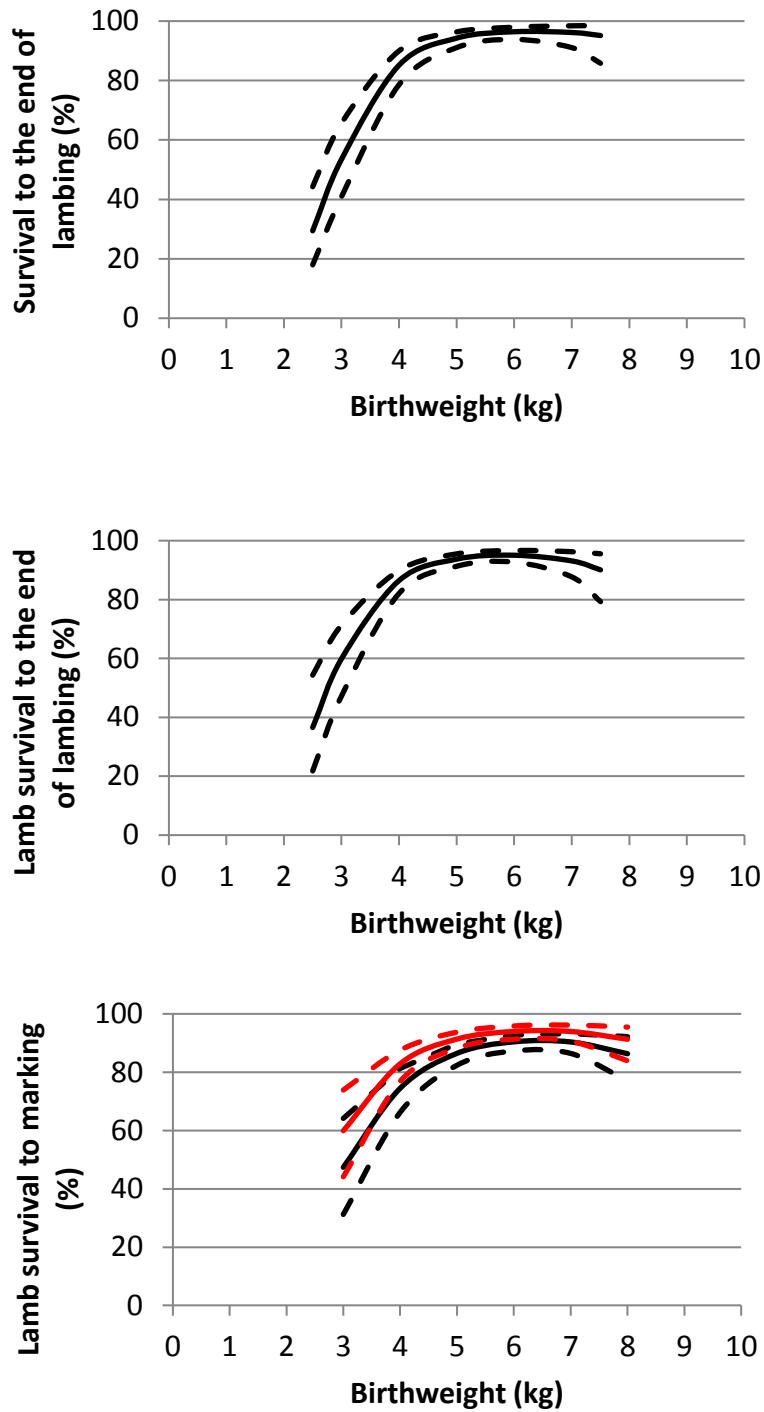 Survival to the end of
lambing (%)
100
80
60
40
20
0
0 1 2 3 4 5 6 7 8 9 10
Birthweight (kg)
Lamb survival to the end
of lambing (%)
100
80
60
40
20
0
0 1 2 3 4 5 6 7 8 9 10
Birthweight (kg)
Lamb survival to marking
(%)
100
80
60
40
20
0
0 1 2 3 4 5 6 7 8 9 10
Birthweight (kg)